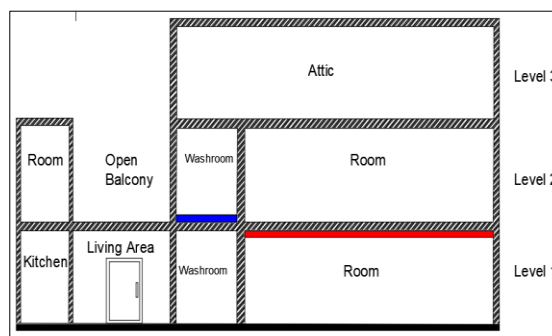 Attic
Level 3
Room
Open
Balcony
Washroom
Room
Level 2
Kitchen
Living Area
Washroom
Room
Level 1